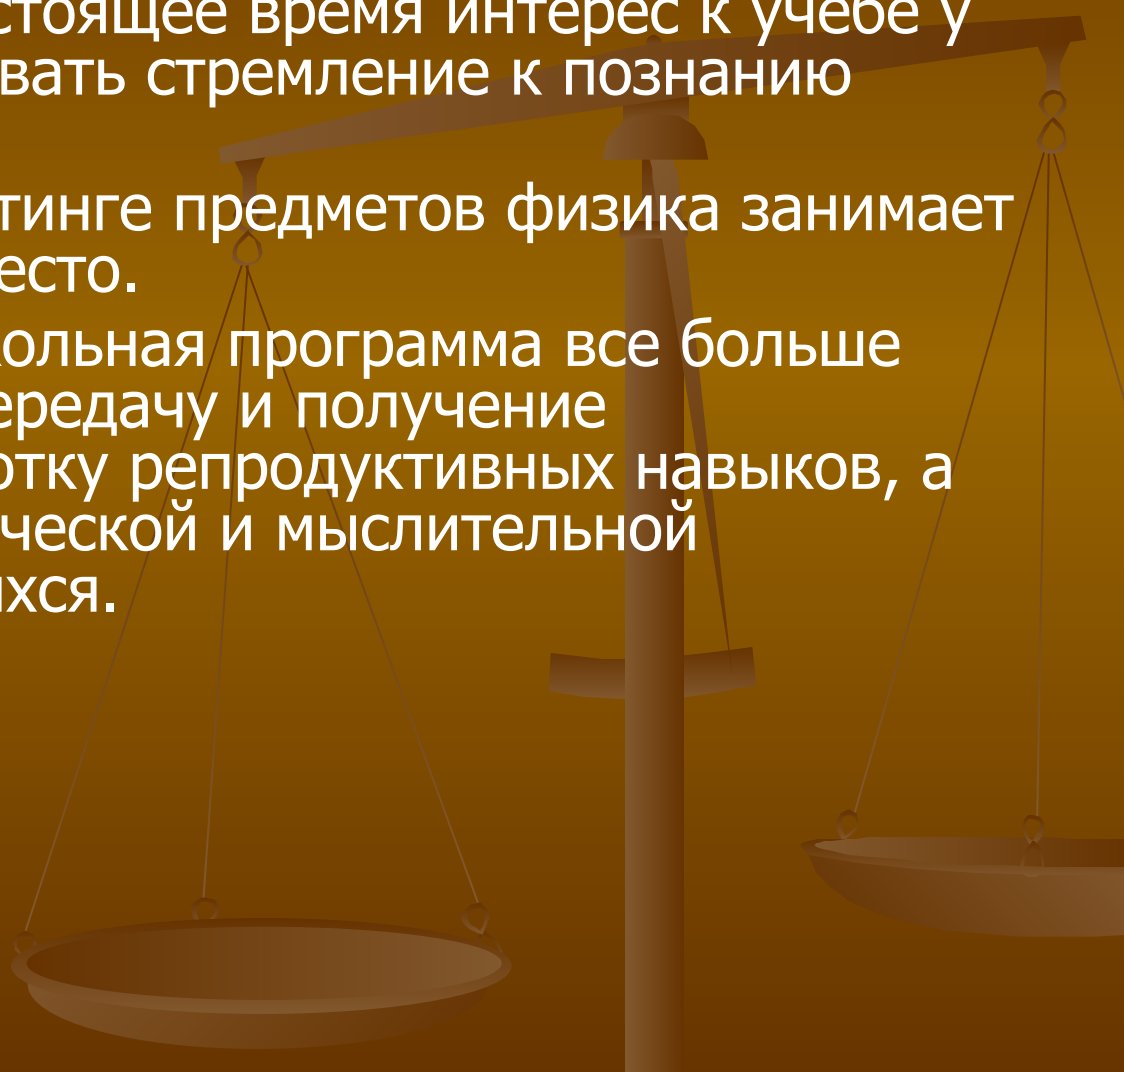 стоящее время интерес к учебе у
вать стремление к познанию
тинге предметов физика занимает
есто.
ольная программа все больше
ередачу и получение
отку репродуктивных навыков, а
ческой и мыслительной
ихся.